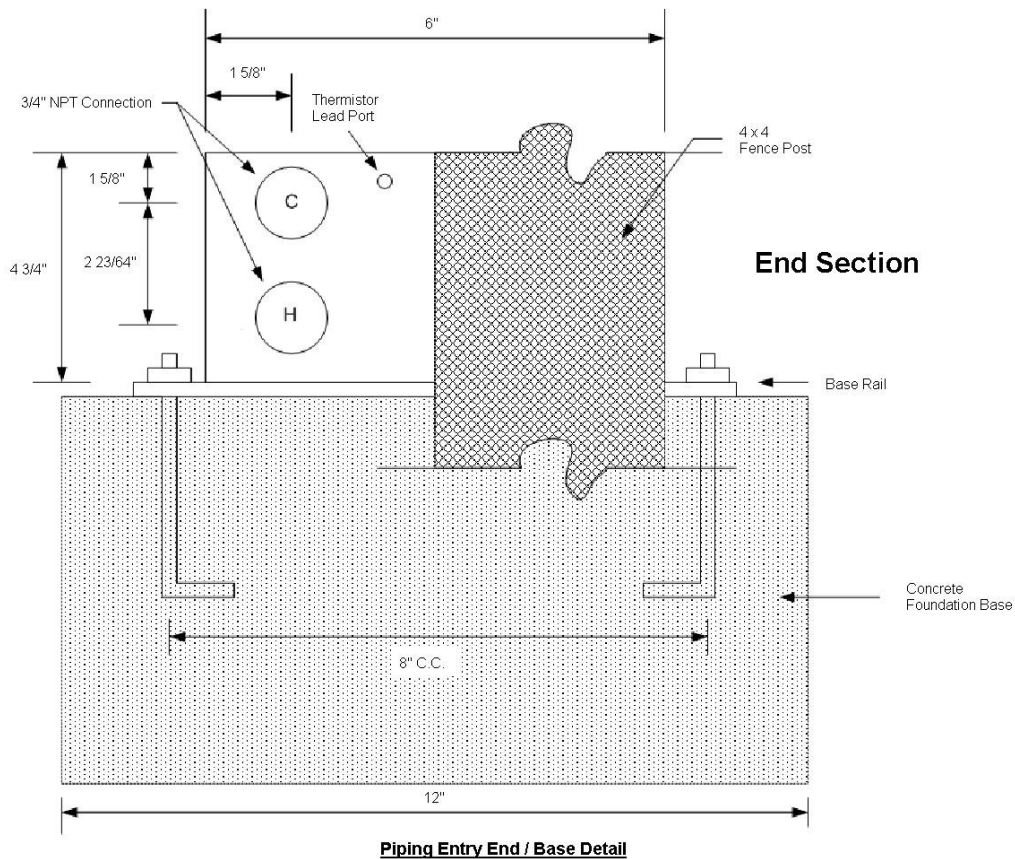 6"
1 5/8"
3/4" NPT Connection
Thermistor
Lead Port
4 x 4
Fence Post
1 5/8"
C
4 3/4"
2 23/64"
End Section
H
Base Rail
Concrete
Foundation Base
8" C.C.
12"
Piping Entry End / Base Detail